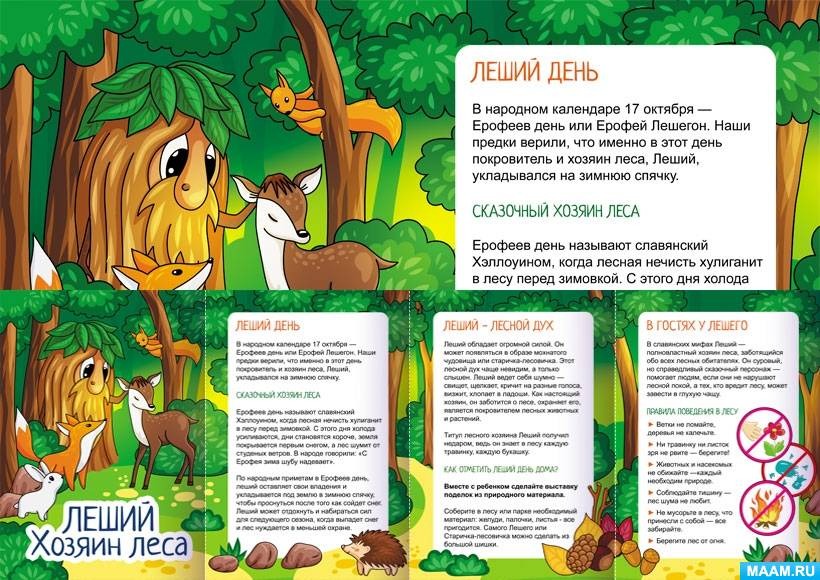 ЛЕШИЙ ДЕНЬ
В народном календаре 17 октября —
Ерофеев день или Ерофей Лешегон. Наши
предки верили, что именно в этот день
покровитель и хозяин леса, Леший,
укладывался на зимнюю спячку.
СКАЗОЧНЫЙ ХОЗЯИН ЛЕСА
Ерофеев день называют славянский
Хэллоуином, когда лесная нечисть хулиганит
в лесу перед зимовкой. С этого дня холода
ЛЕШИЙ
Хозяин леса
ЛЕШИЙ ДЕНЬ
В народном календаре 17 октября —
Ерофеев день или Ерофей Лешегон. Наши
предки верили, что именно в этот день
покровитель и хозяин леса, Леший,
укладывался на зимнюю спячку.
СКАЗОЧНЫЙ ХОЗЯИН ЛЕСА
Ерофеев день называют славянский
Хэллоуином, когда лесная нечисть хулиганит
в лесу перед зимовкой. С этого дня холода
усиливаются, дни становятся короче, земля
покрывается первым снегом, а лес шумит от
студеных ветров. В народе говорили: «С
Ерофея зима шубу надевает».
По народным приметам в Ерофеев день,
леший оставляет свои владения и
укладывается под землю в зимнюю спячку,
чтобы проснуться после того как сойдет снег.
Леший может отдохнуть и набираться сил
для следующего сезона, когда выпадет снег и
лес нуждается в меньшей охране.
ЛЕШИЙ – ЛЕСНОЙ ДУХ
Леший обладает огромной силой. Он
может появляться в образе мохнатого
чудовища или старичка-лесовичка. Этот
лесной дух чаще невидим, а только
слышен. Леший ведет себя шумно —
свищет, щелкает, кричит на разные голоса,
визжит, хлопает в ладоши. Как настоящий
хозяин, он заботится о лесе, охраняет его,
является покровителем лесных животных
и растений.
Титул лесного хозяина Леший получил
недаром, ведь он знает в лесу каждую
травинку, каждую букашку.
КАК ОТМЕТИТЬ ЛЕШИЙ ДЕНЬ ДОМА?
Вместе с ребенком сделайте выставку
поделок из природного материала.
Соберите в лесу или парке необходимый
материал: желуди, палочки, листья - все
пригодится. Самого Лешего или
Старичка-лесовичка можно сделать из
большой шишки.
В ГОСТЯХ У ЛЕШЕГО
В славянских мифах Леший -
полновластный хозяин леса, заботящийся
обо всех лесных обитателях. Он суровый,
но справедливый сказочный персонаж —
помогает людям, если они не нарушают
лесной покой, а тех, кто вредит лесу, может
завести в глухую чащу.
ПРАВИЛА ПОВЕДЕНИЯ В ЛЕСУ
► Ветки не ломайте,
деревья не калечьте.
► Ни травинку ни листок
зря не рвите — берегите!
► Животных и насекомых
не обижайте —каждый
необходим природе.
► Соблюдайте тишину —
лес шума не любит.
► Не мусорьте в лесу, что
принесли с собой — все
забирайте.
► Берегите лес от огня.
MAAM.RU